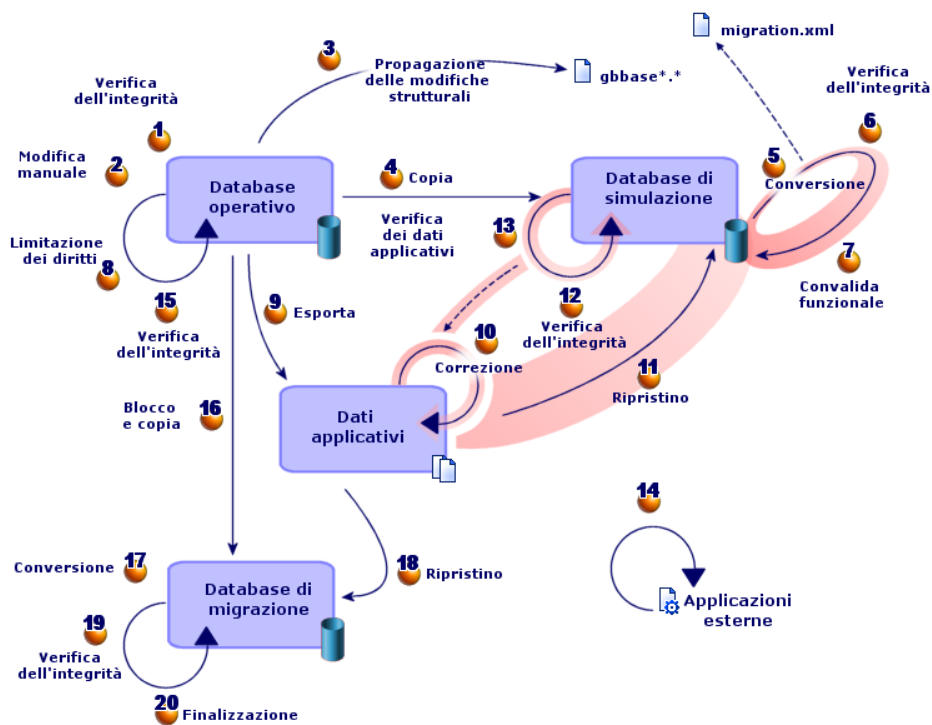 migration.xml
3
Propagazione
delle modifiche
strutturali
gbbase*.*
Verifica
dell'integrità
Verifica
dell'integrità
1
6
2
Modifica
manuale
Database
operativo
4
Copia
Database di
simulazione
5
Conversione
Verifica
dei dati
applicativi
13
Limitazione
dei diritti
8
7
Convalida
funzionale
15
Verifica
dell'integrità
9
Esporta
12
Verifica
dell'integrità
10
Correzione
11
Ripristino
Blocco
e copia
16
Dati
applicativi
14
17
Conversione
18
Ripristino
Database di
migrazione
Applicazioni
esterne
19
Verifica
dell'integrità
20
Finalizzazione